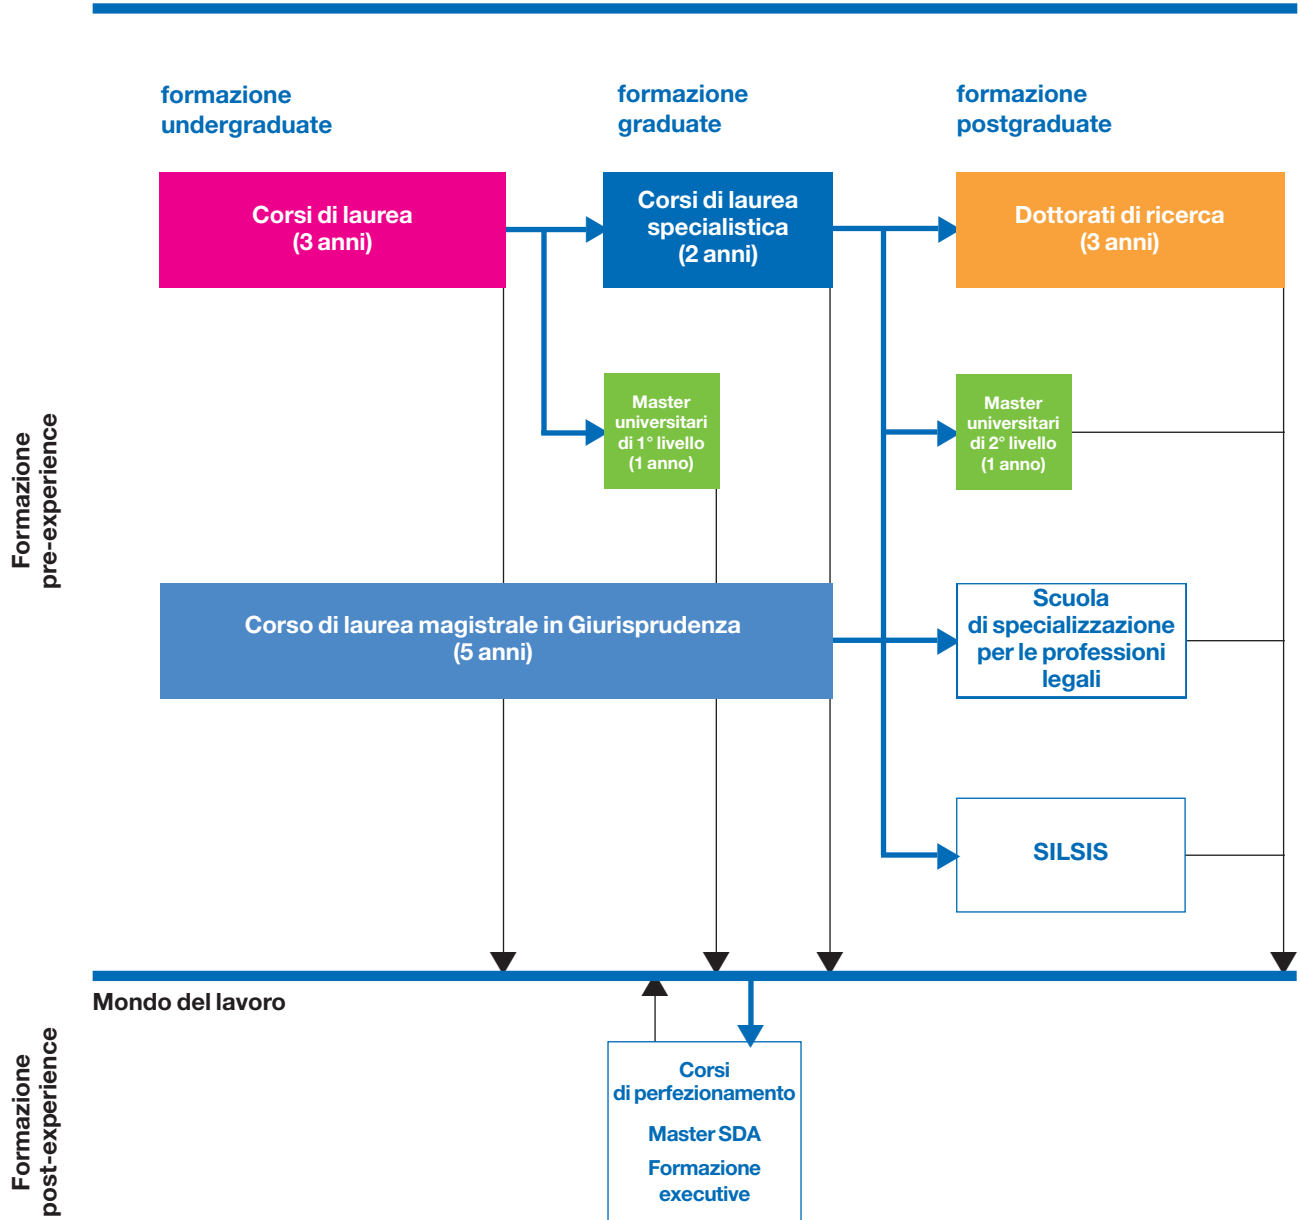 formazione
undergraduate
formazione
graduate
formazione
postgraduate
Corsi di laurea
(3 anni)
Corsi di laurea
specialistica
(2 anni)
Dottorati di ricerca
(3 anni)
Formazione
pre-experience
Master
universitari
di 1° livello
(1 anno)
Master
universitari
di 2° livello
(1 anno)
Corso di laurea magistrale in Giurisprudenza
(5 anni)
Scuola
di specializzazione
per le professioni
legali
SILSIS
Mondo del lavoro
Formazione
post-experience
Corsi
di perfezionamento
Master SDA
Formazione
executive